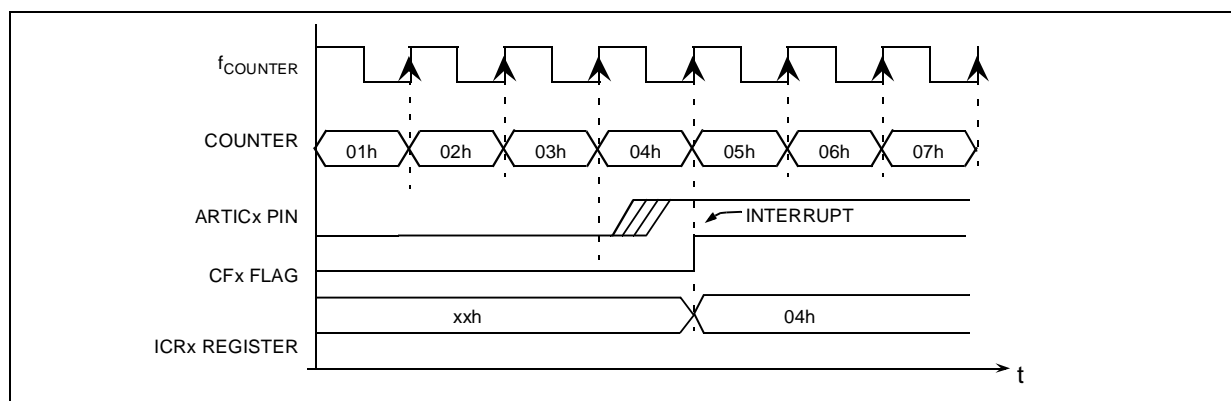 fCOUNTER
COUNTER
01h 02h 03h 04h 05h 06h 07h
ARTICx PIN
INTERRUPT
CFx FLAG
xxh 04h
ICRx REGISTER
t